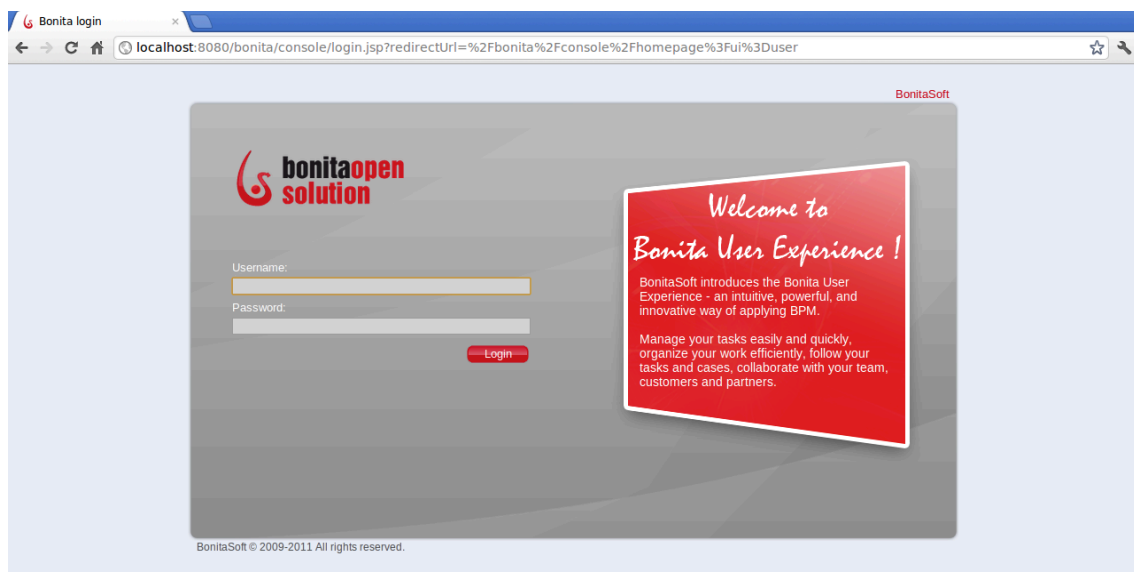 Bonita login
localhost:8080/bonita/console/login.jsp?redirectUrl=%2Fbonita%2Fconsole%2Fhomepage%3Fui%3Duser
BonitaSoft
bonitaopen
solution
Username:
Password:
Login
Welcome to
Bonita User Experience !
BonitaSoft introduces the Bonita User
Experience - an intuitive, powerful, and
innovative way of applying BPM.
Manage your tasks easily and quickly,
organize your work efficiently, follow your
tasks and cases, collaborate with your team,
customers and partners.
BonitaSoft © 2009-2011 All rights reserved.